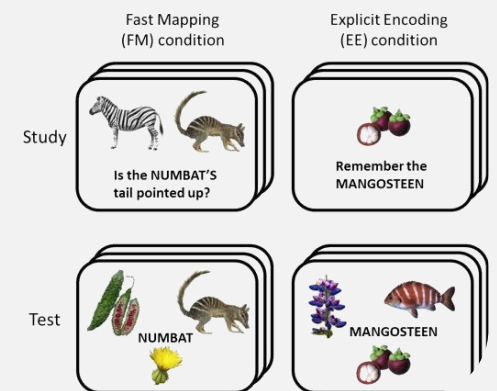 Fast Mapping
(FM) condition
Explicit Encoding
(EE) condition
Study
Is the NUMBAT'S
tail pointed up?
Remember the
MANGOSTEEN
Test
NUMBAT
MANGOSTEEN